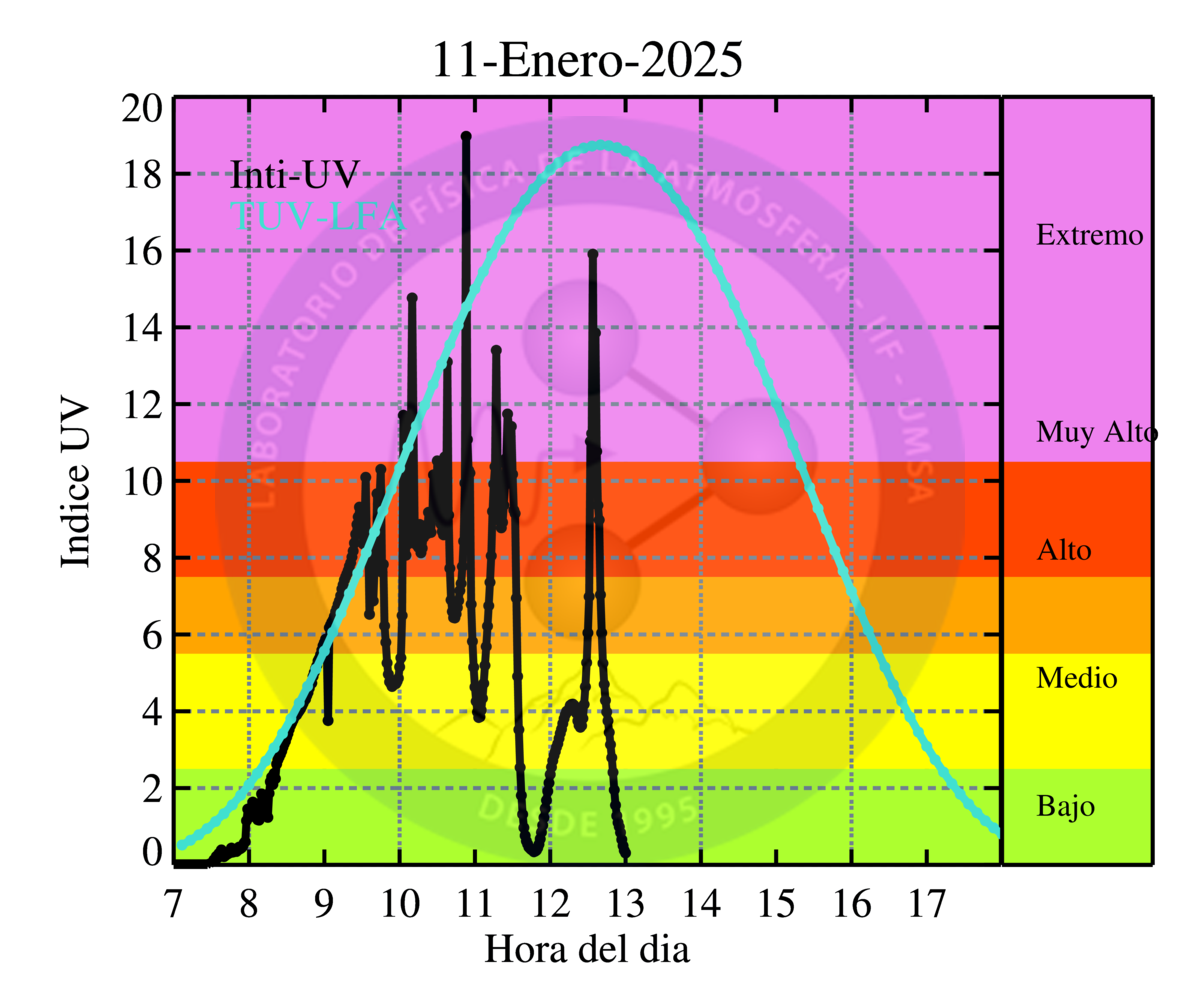 11-Enero-2025
Inti-UV
TUV-LFA
LABORATORIO DE FÍSICA DE LA ATMÓSFERA - IIF - UMSA
DESDE 1995
Indice UV
20
18
16
14
12
10
8
6
4
2
0
Extremo
Muy Alto
Alto
Medio
Bajo
7 8 9 10 11 12 13 14 15 16 17
Hora del dia